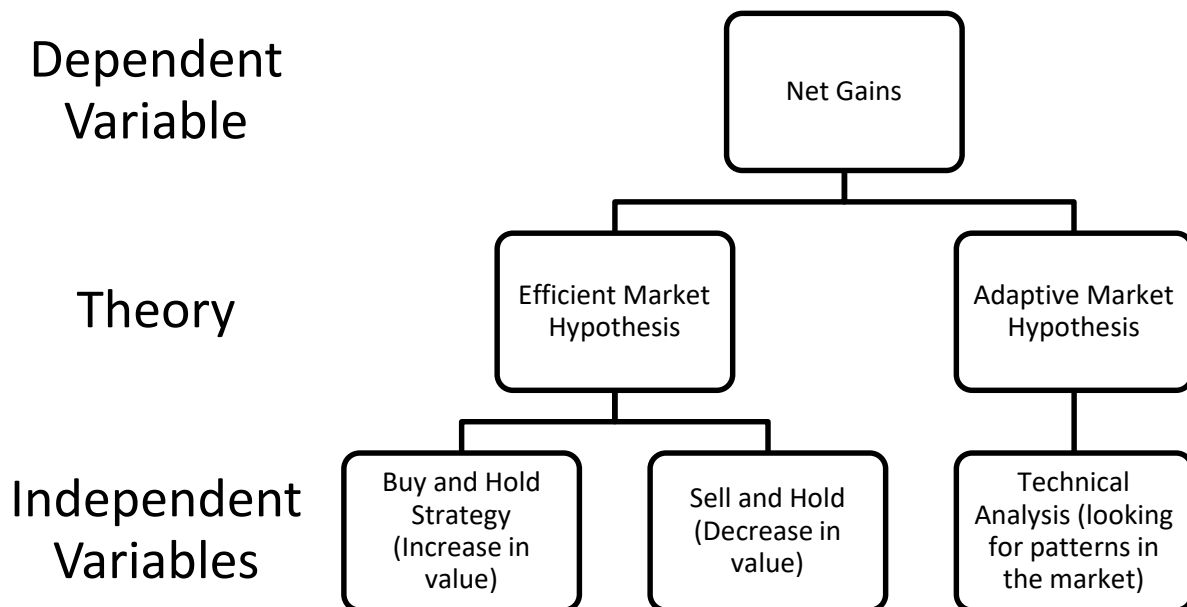 Dependent
Variable
Net Gains
Theory
Efficient Market
Hypothesis
Adaptive Market
Hypothesis
Independent
Variables
Buy and Hold
Strategy
(Increase in
value)
Sell and Hold
(Decrease in
value)
Technical
Analysis (looking
for patterns in
the market)